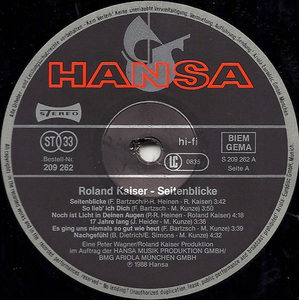 HANSA
STEREO
hi-fi
ST 33
LC 0835
BIEM
GEMA
Bestell-Nr.
209 262
S 209 262 A
Seite A
Roland Kaiser - Seitenblicke
Seitenblicke (F. Bartzsch/P.-R. Heinen - R. Kaiser) 3:42
So leb' ich Dich (F. Bartzsch - M. Kunze) 3:50
Noch ist Licht in Deinen Augen (P.-R. Heinen - Roland Kaiser) 4:18
17 Jahre lang (J. Heider - M. Kunze) 3:36
Es ging uns niemals so gut wie heut (F. Bartzsch - M. Kunze)
Nachgefühl (B. Dietrich/E. Simons - M. Kunze) 3:30
Eine Peter Wagner/Roland Kaiser Produktion
im Auftrag der HANSA MUSIK PRODUKTION GMBH/
BMG ARIOLA MÜNCHEN GMBH
℗ 1988 Hansa